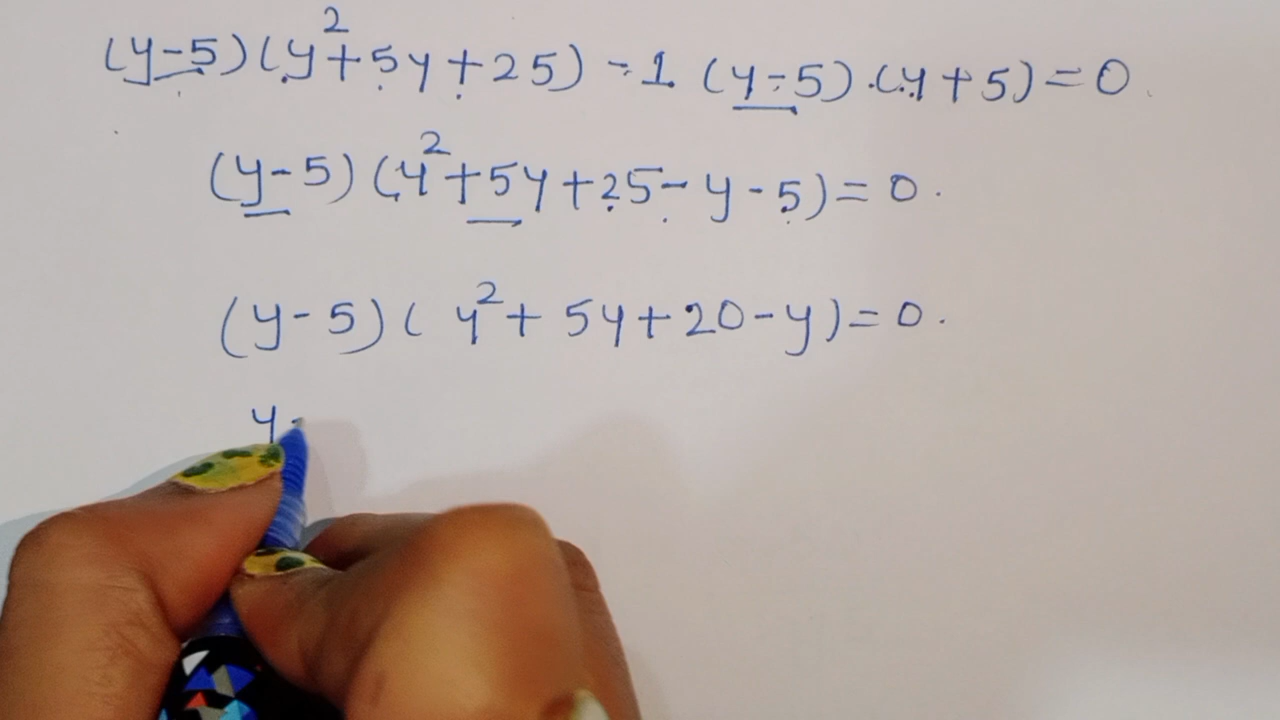 (y-5)(y²+5y+25) -1 (y-5).(y+5)=0
(y-5)(y²+5y+25-y-5)=0.
(y-5)( y²+ 5y+20-y)=0.
y-